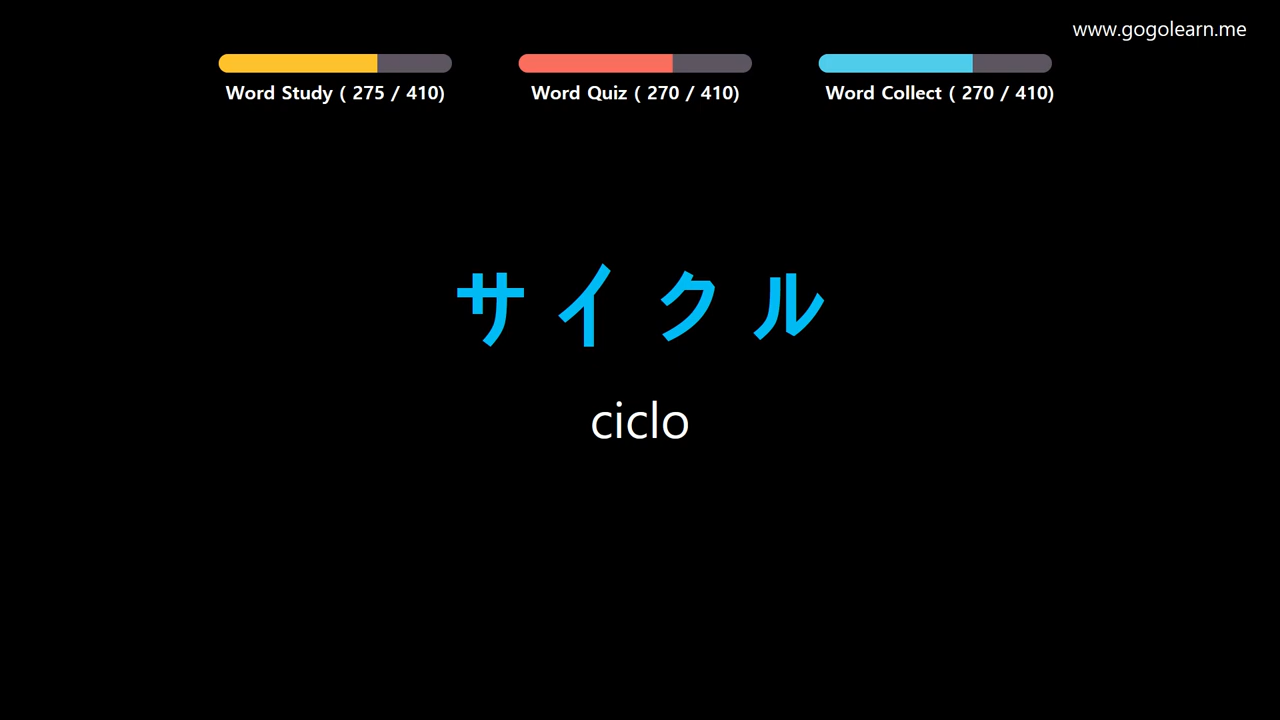 www.gogolearn.me
Word Study ( 275 / 410)
Word Quiz ( 270 / 410)
Word Collect ( 270 / 410)
サイクル
ciclo